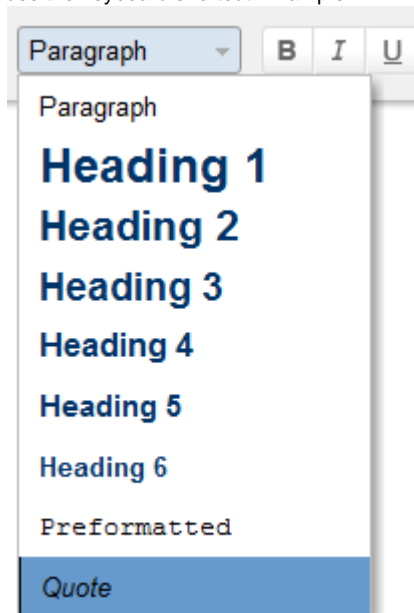 Paragraph B I U
Paragraph
Heading 1
Heading 2
Heading 3
Heading 4
Heading 5
Heading 6
Preformatted
Quote